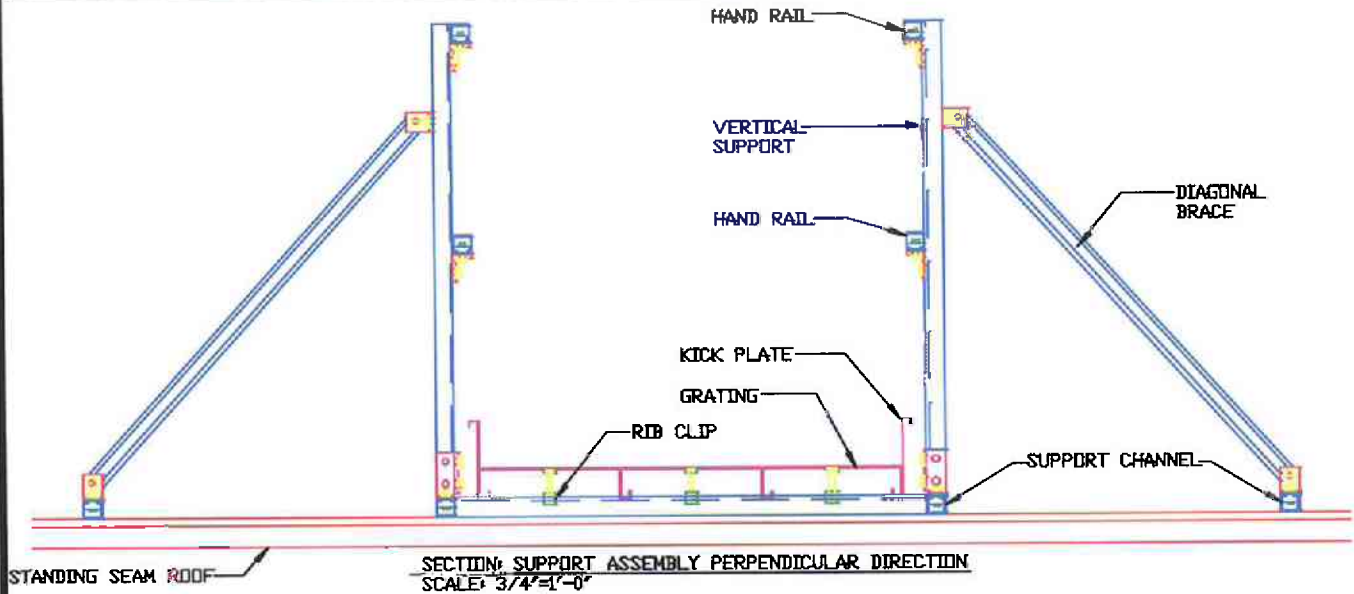 HAND RAIL
VERTICAL
SUPPORT
DIAGONAL
BRACE
HAND RAIL
KICK PLATE
GRATING
RIB CLIP
SUPPORT CHANNEL
STANDING SEAM ROOF
SECTION: SUPPORT ASSEMBLY PERPENDICULAR DIRECTION
SCALE: 3/4"=1'-0"